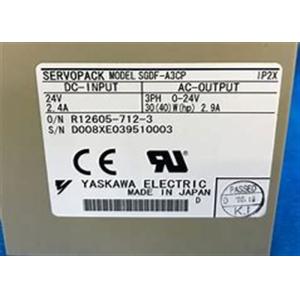 SERVOPACK MODEL SGDF-A3CP IP2X
DC-INPUT AC-OUTPUT
24V 3PH 0-24V
2.4A 30(40)W(hp) 2.9A
O/N R12605-712-3
S/N D008XE039510003
CE
YASKAWA ELECTRIC
MADE IN JAPAN
D
PASSED
K.I